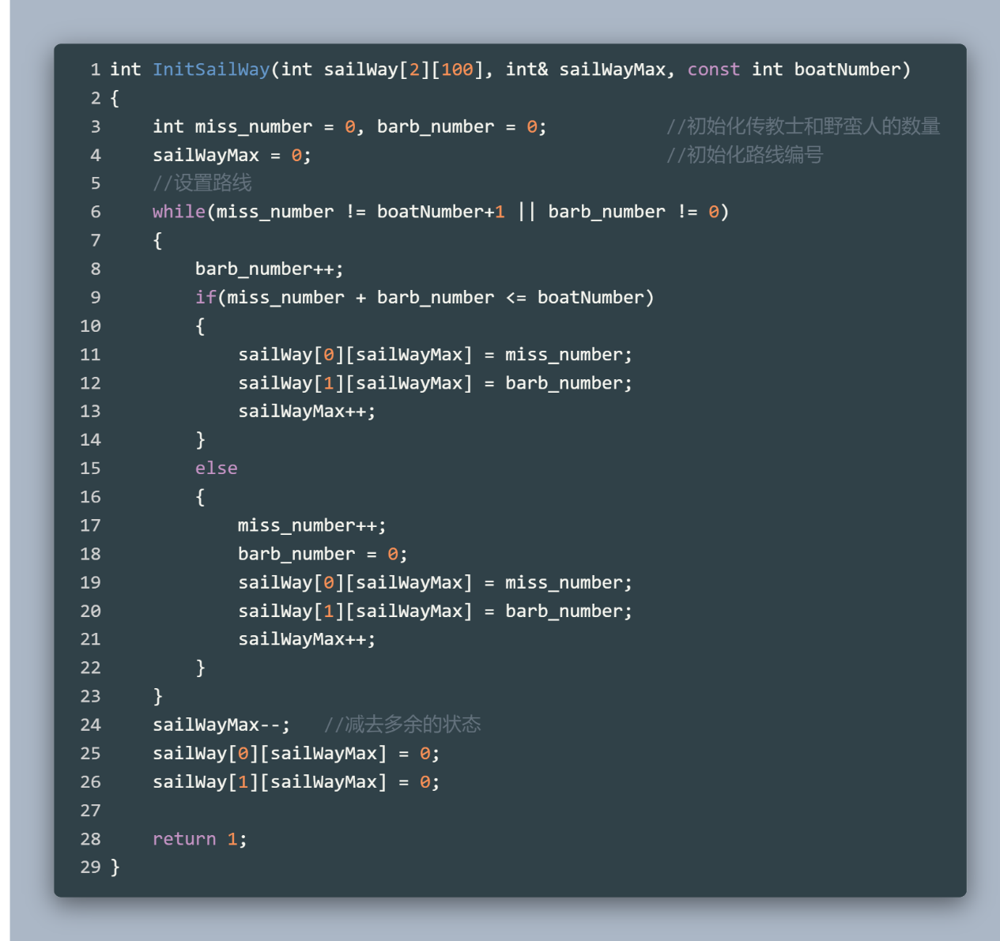 1 int InitSailWay(int sailWay[2][100], int& sailWayMax, const int boatNumber)
2 {
3     int miss_number = 0, barb_number = 0;           //初始化传教士和野蛮人的数量
4     sailWayMax = 0;                                 //初始化路线编号
5     //设置路线
6     while(miss_number != boatNumber+1 || barb_number != 0)
7     {
8         barb_number++;
9         if(miss_number + barb_number <= boatNumber)
10         {
11             sailWay[0][sailWayMax] = miss_number;
12             sailWay[1][sailWayMax] = barb_number;
13             sailWayMax++;
14         }
15         else
16         {
17             miss_number++;
18             barb_number = 0;
19             sailWay[0][sailWayMax] = miss_number;
20             sailWay[1][sailWayMax] = barb_number;
21             sailWayMax++;
22         }
23     }
24     sailWayMax--;   //减去多余的状态
25     sailWay[0][sailWayMax] = 0;
26     sailWay[1][sailWayMax] = 0;
27
28     return 1;
29 }